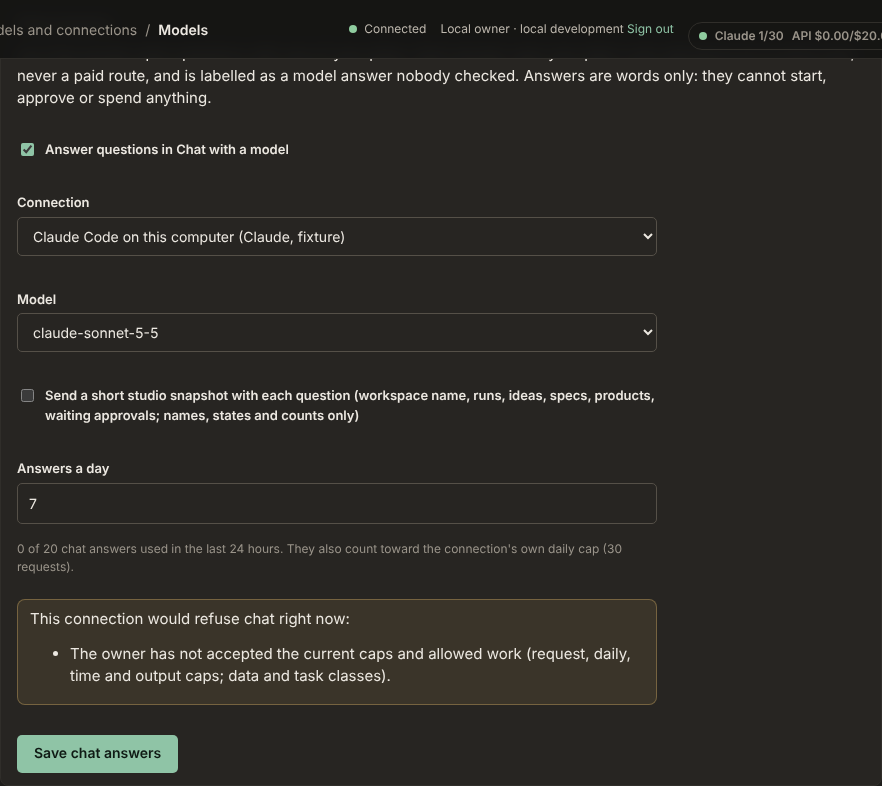 dels and connections / Models
Connected Local owner · local development Sign out
Claude 1/30 API $0.00/$20.
never a paid route, and is labelled as a model answer nobody checked. Answers are words only: they cannot start,
approve or spend anything.
Answer questions in Chat with a model
Connection
Claude Code on this computer (Claude, fixture)
Model
claude-sonnet-5-5
Send a short studio snapshot with each question (workspace name, runs, ideas, specs, products,
waiting approvals; names, states and counts only)
Answers a day
7
0 of 20 chat answers used in the last 24 hours. They also count toward the connection's own daily cap (30
requests).
This connection would refuse chat right now:
• The owner has not accepted the current caps and allowed work (request, daily,
time and output caps; data and task classes).
Save chat answers